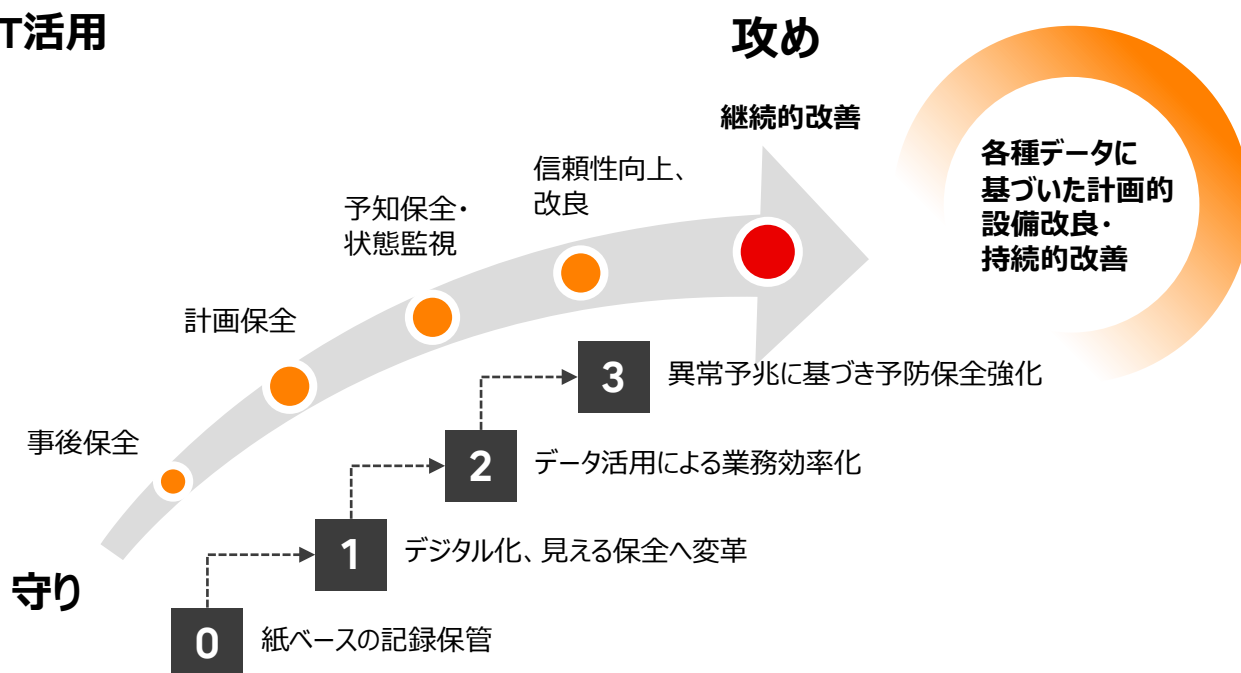 T活用
攻め
継続的改善
各種データに
基づいた計画的
設備改良・
持続的改善
信頼性向上、
改良
予知保全・
状態監視
計画保全
事後保全
守り
3 異常予兆に基づき予防保全強化
2 データ活用による業務効率化
1 デジタル化、見える保全へ変革
0 紙ベースの記録保管